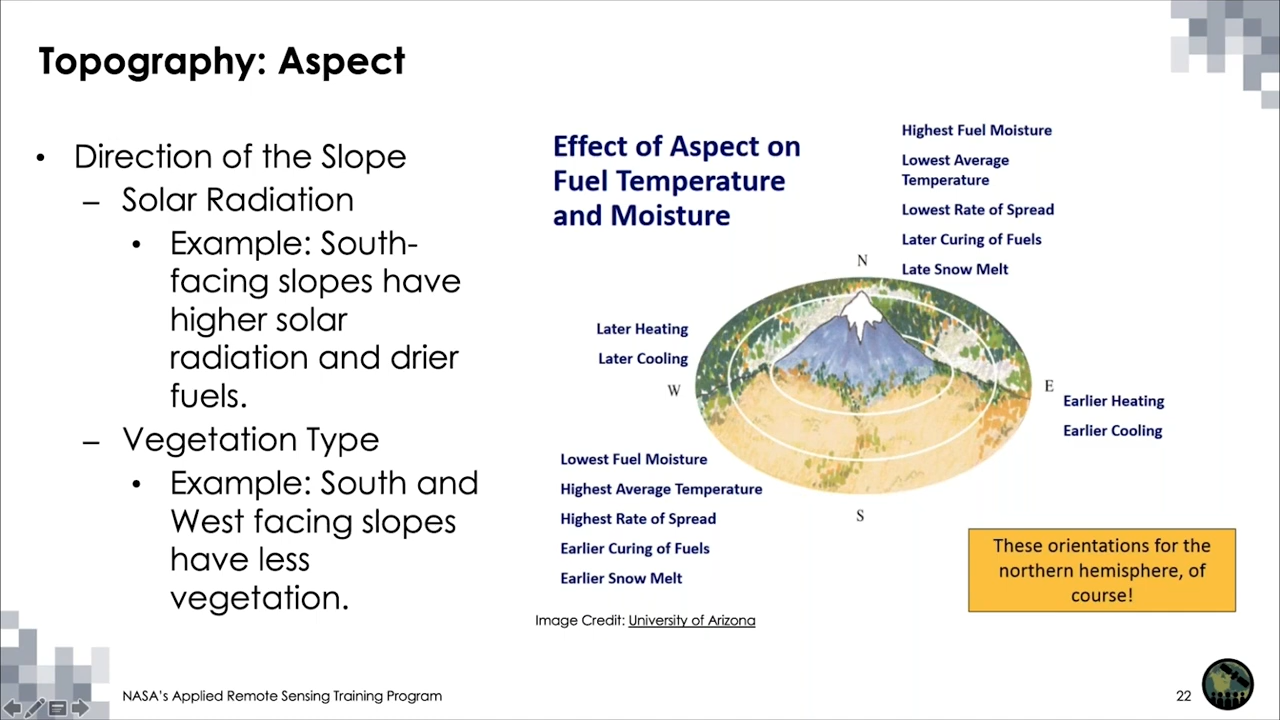 Topography: Aspect
• Direction of the Slope
– Solar Radiation
• Example: South-
facing slopes have
higher solar
radiation and drier
fuels.
– Vegetation Type
• Example: South and
West facing slopes
have less
vegetation.
Effect of Aspect on
Fuel Temperature
and Moisture
Highest Fuel Moisture
Lowest Average
Temperature
Lowest Rate of Spread
Later Curing of Fuels
Late Snow Melt
N
Later Heating
Later Cooling
W
E
Earlier Heating
Earlier Cooling
Lowest Fuel Moisture
Highest Average Temperature
Highest Rate of Spread
Earlier Curing of Fuels
Earlier Snow Melt
S
These orientations for the
northern hemisphere, of
course!
Image Credit: University of Arizona
NASA's Applied Remote Sensing Training Program
22